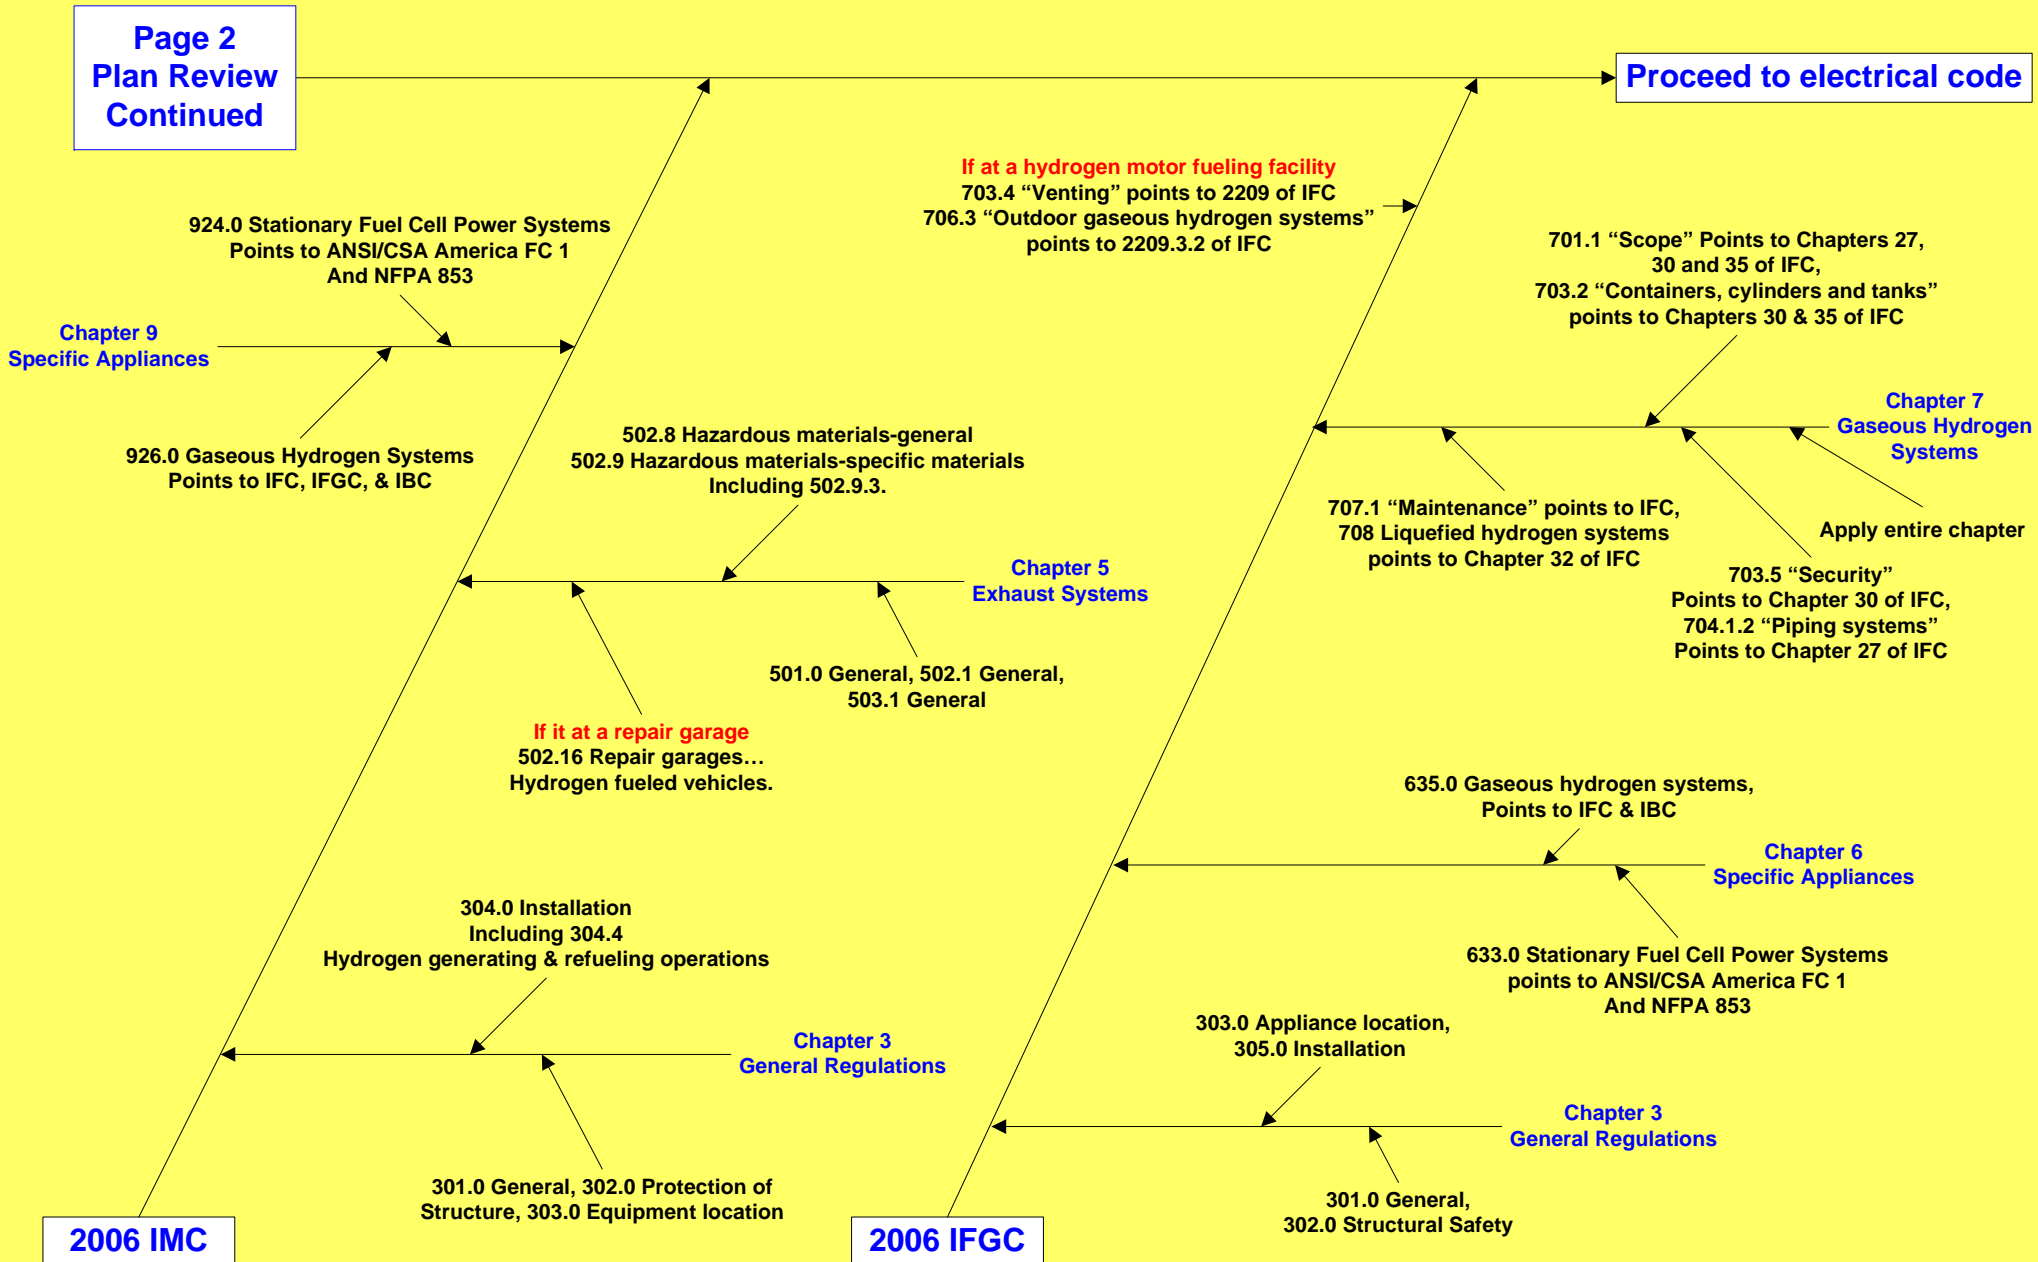 Page 2
Plan Review
Continued
Proceed to electrical code
If at a hydrogen motor fueling facility
703.4 “Venting” points to 2209 of IFC
706.3 “Outdoor gaseous hydrogen systems”
points to 2209.3.2 of IFC
924.0 Stationary Fuel Cell Power Systems
Points to ANSI/CSA America FC 1
And NFPA 853
701.1 “Scope” Points to Chapters 27,
30 and 35 of IFC,
703.2 “Containers, cylinders and tanks”
points to Chapters 30 & 35 of IFC
Chapter 9
Specific Appliances
926.0 Gaseous Hydrogen Systems
Points to IFC, IFGC, & IBC
502.8 Hazardous materials-general
502.9 Hazardous materials-specific materials
Including 502.9.3.
Chapter 7
Gaseous Hydrogen
Systems
707.1 “Maintenance” points to IFC,
708 Liquefied hydrogen systems
points to Chapter 32 of IFC
Apply entire chapter
Chapter 5
Exhaust Systems
703.5 “Security”
Points to Chapter 30 of IFC,
704.1.2 “Piping systems”
Points to Chapter 27 of IFC
501.0 General, 502.1 General,
503.1 General
If it at a repair garage
502.16 Repair garages…
Hydrogen fueled vehicles.
635.0 Gaseous hydrogen systems,
Points to IFC & IBC
Chapter 6
Specific Appliances
304.0 Installation
Including 304.4
Hydrogen generating & refueling operations
633.0 Stationary Fuel Cell Power Systems
points to ANSI/CSA America FC 1
And NFPA 853
303.0 Appliance location,
305.0 Installation
Chapter 3
General Regulations
Chapter 3
General Regulations
301.0 General, 302.0 Protection of
Structure, 303.0 Equipment location
301.0 General,
302.0 Structural Safety
2006 IMC
2006 IFGC